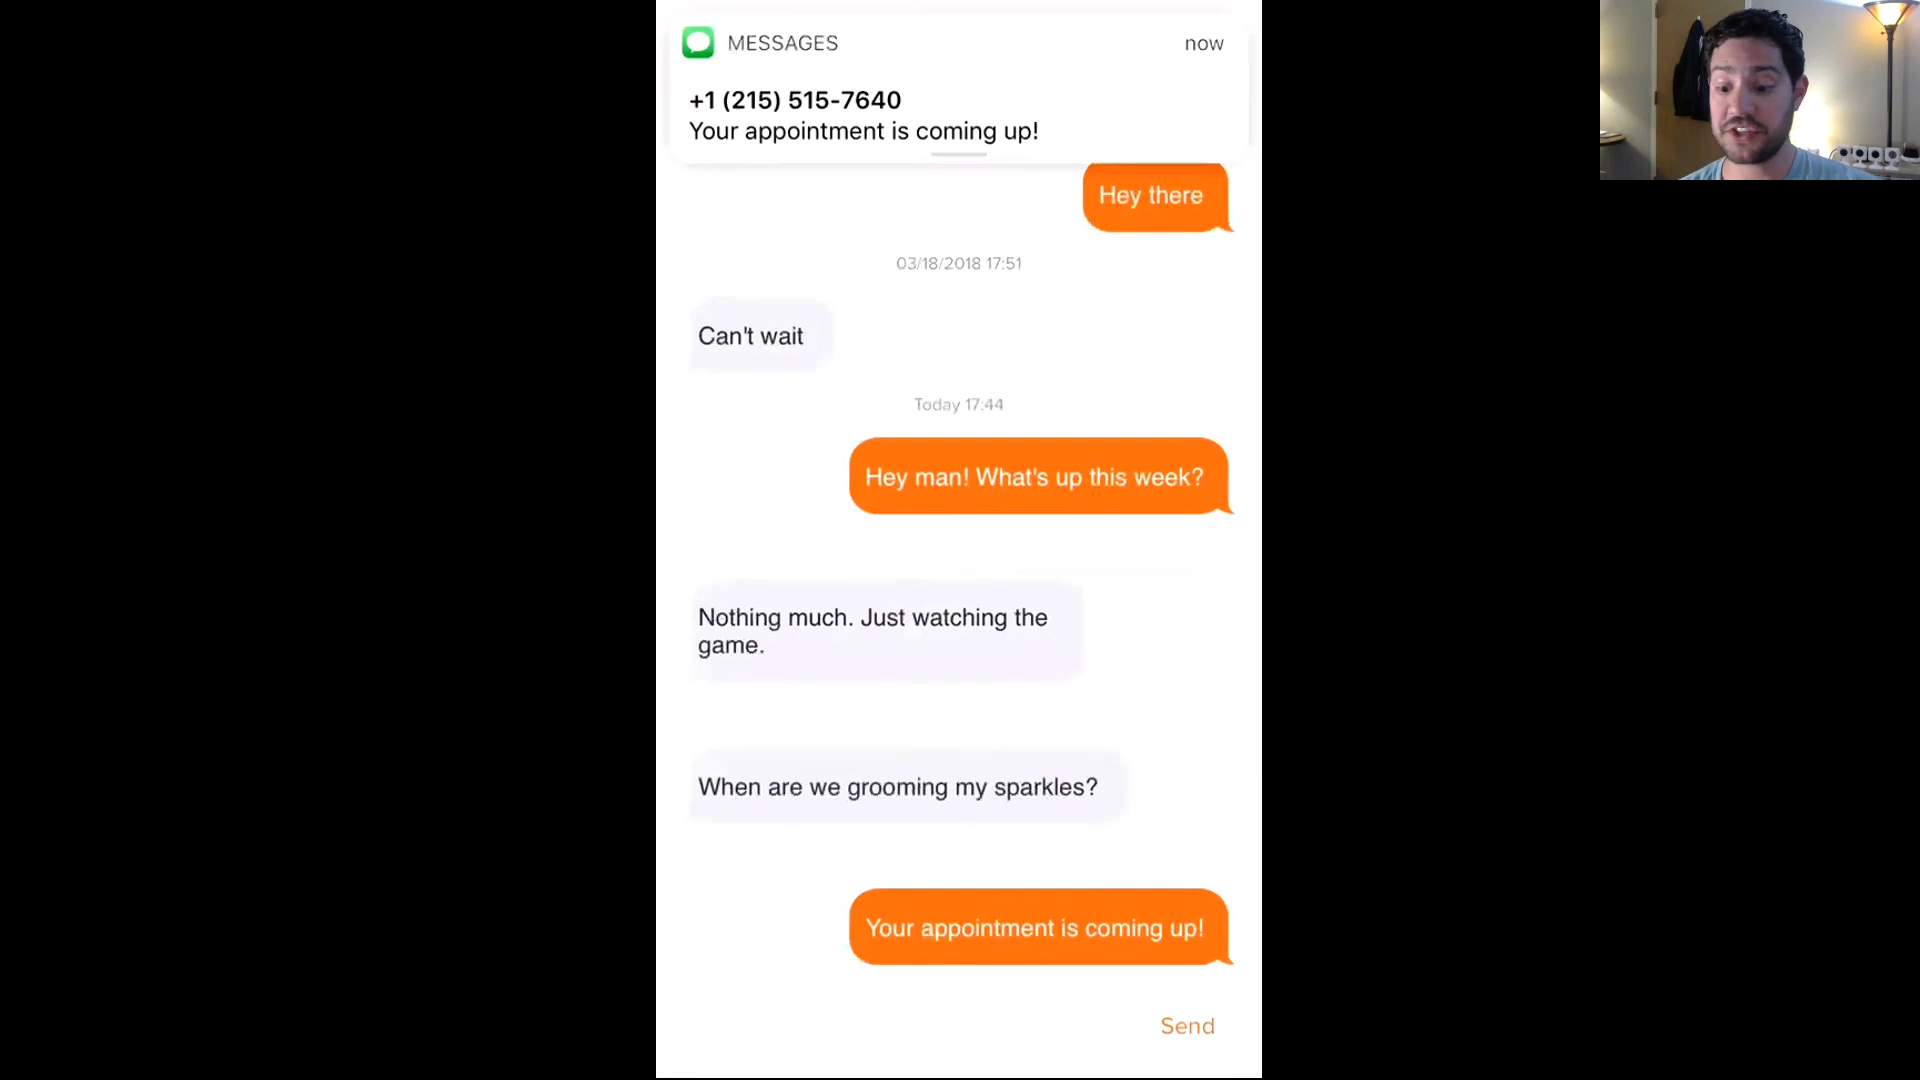 MESSAGES
now
+1 (215) 515-7640
Your appointment is coming up!
Hey there
03/18/2018 17:51
Can't wait
Today 17:44
Hey man! What's up this week?
Nothing much. Just watching the
game.
When are we grooming my sparkles?
Your appointment is coming up!
Send